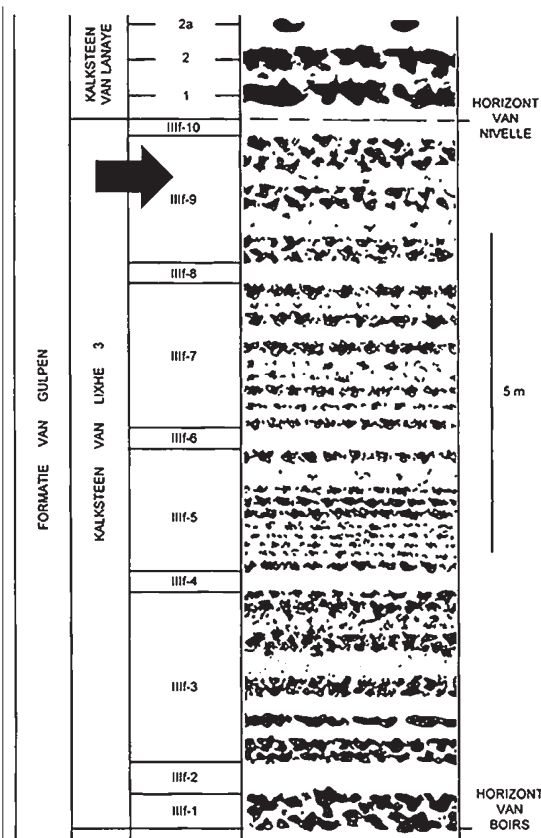 FORMATIE VAN GULPEN
KALKSTEEN
VAN LANAYE
KALKSTEEN VAN LIXHE 3
2a
2
1
IIIf-10
IIIf-9
IIIf-8
IIIf-7
IIIf-6
IIIf-5
IIIf-4
IIIf-3
IIIf-2
IIIf-1
HORIZONT
VAN
NIVELLE
5 m
HORIZONT
VAN
BOIRS